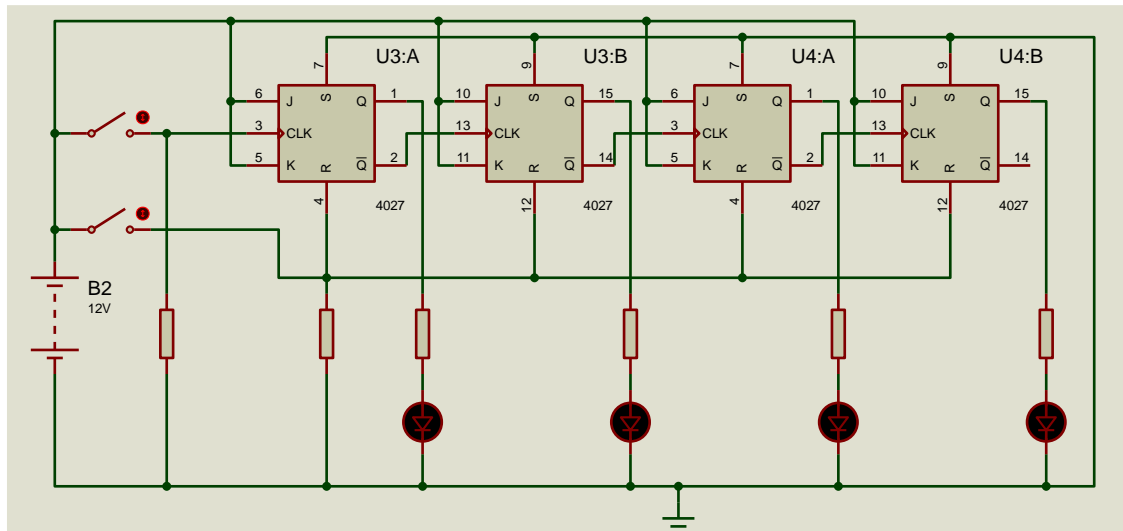 U3:A U3:B U4:A U4:B
7 9 7 9
S S S S
6 J Q 1 10 J Q 15 6 J Q 1 10 J Q 15
3 CLK 13 CLK 3 CLK 13 CLK
5 K Q 2 11 K Q 14 5 K Q 2 11 K Q 14
R R R R
4 12 4 12
4027 4027 4027 4027
B2
12V